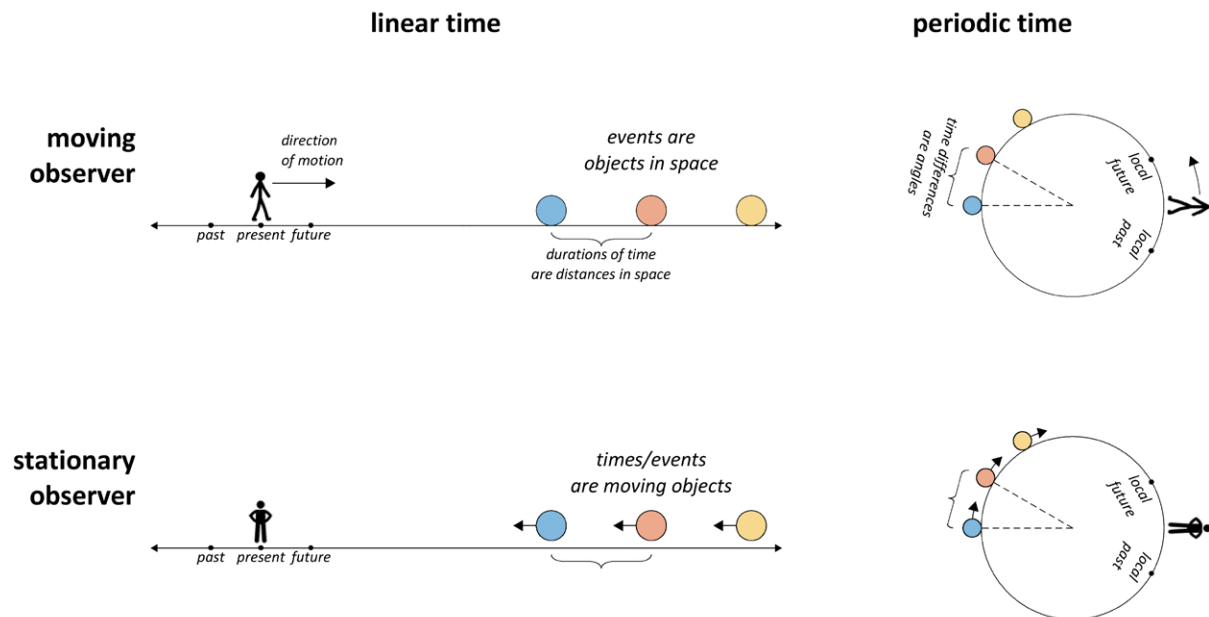 linear time
periodic time
moving
observer
direction
of motion
events are
objects in space
past
present
future
durations of time
are distances in space
time differences
are angles
local
future
local
past
stationary
observer
times/events
are moving objects
past
present
future
local
future
local
past